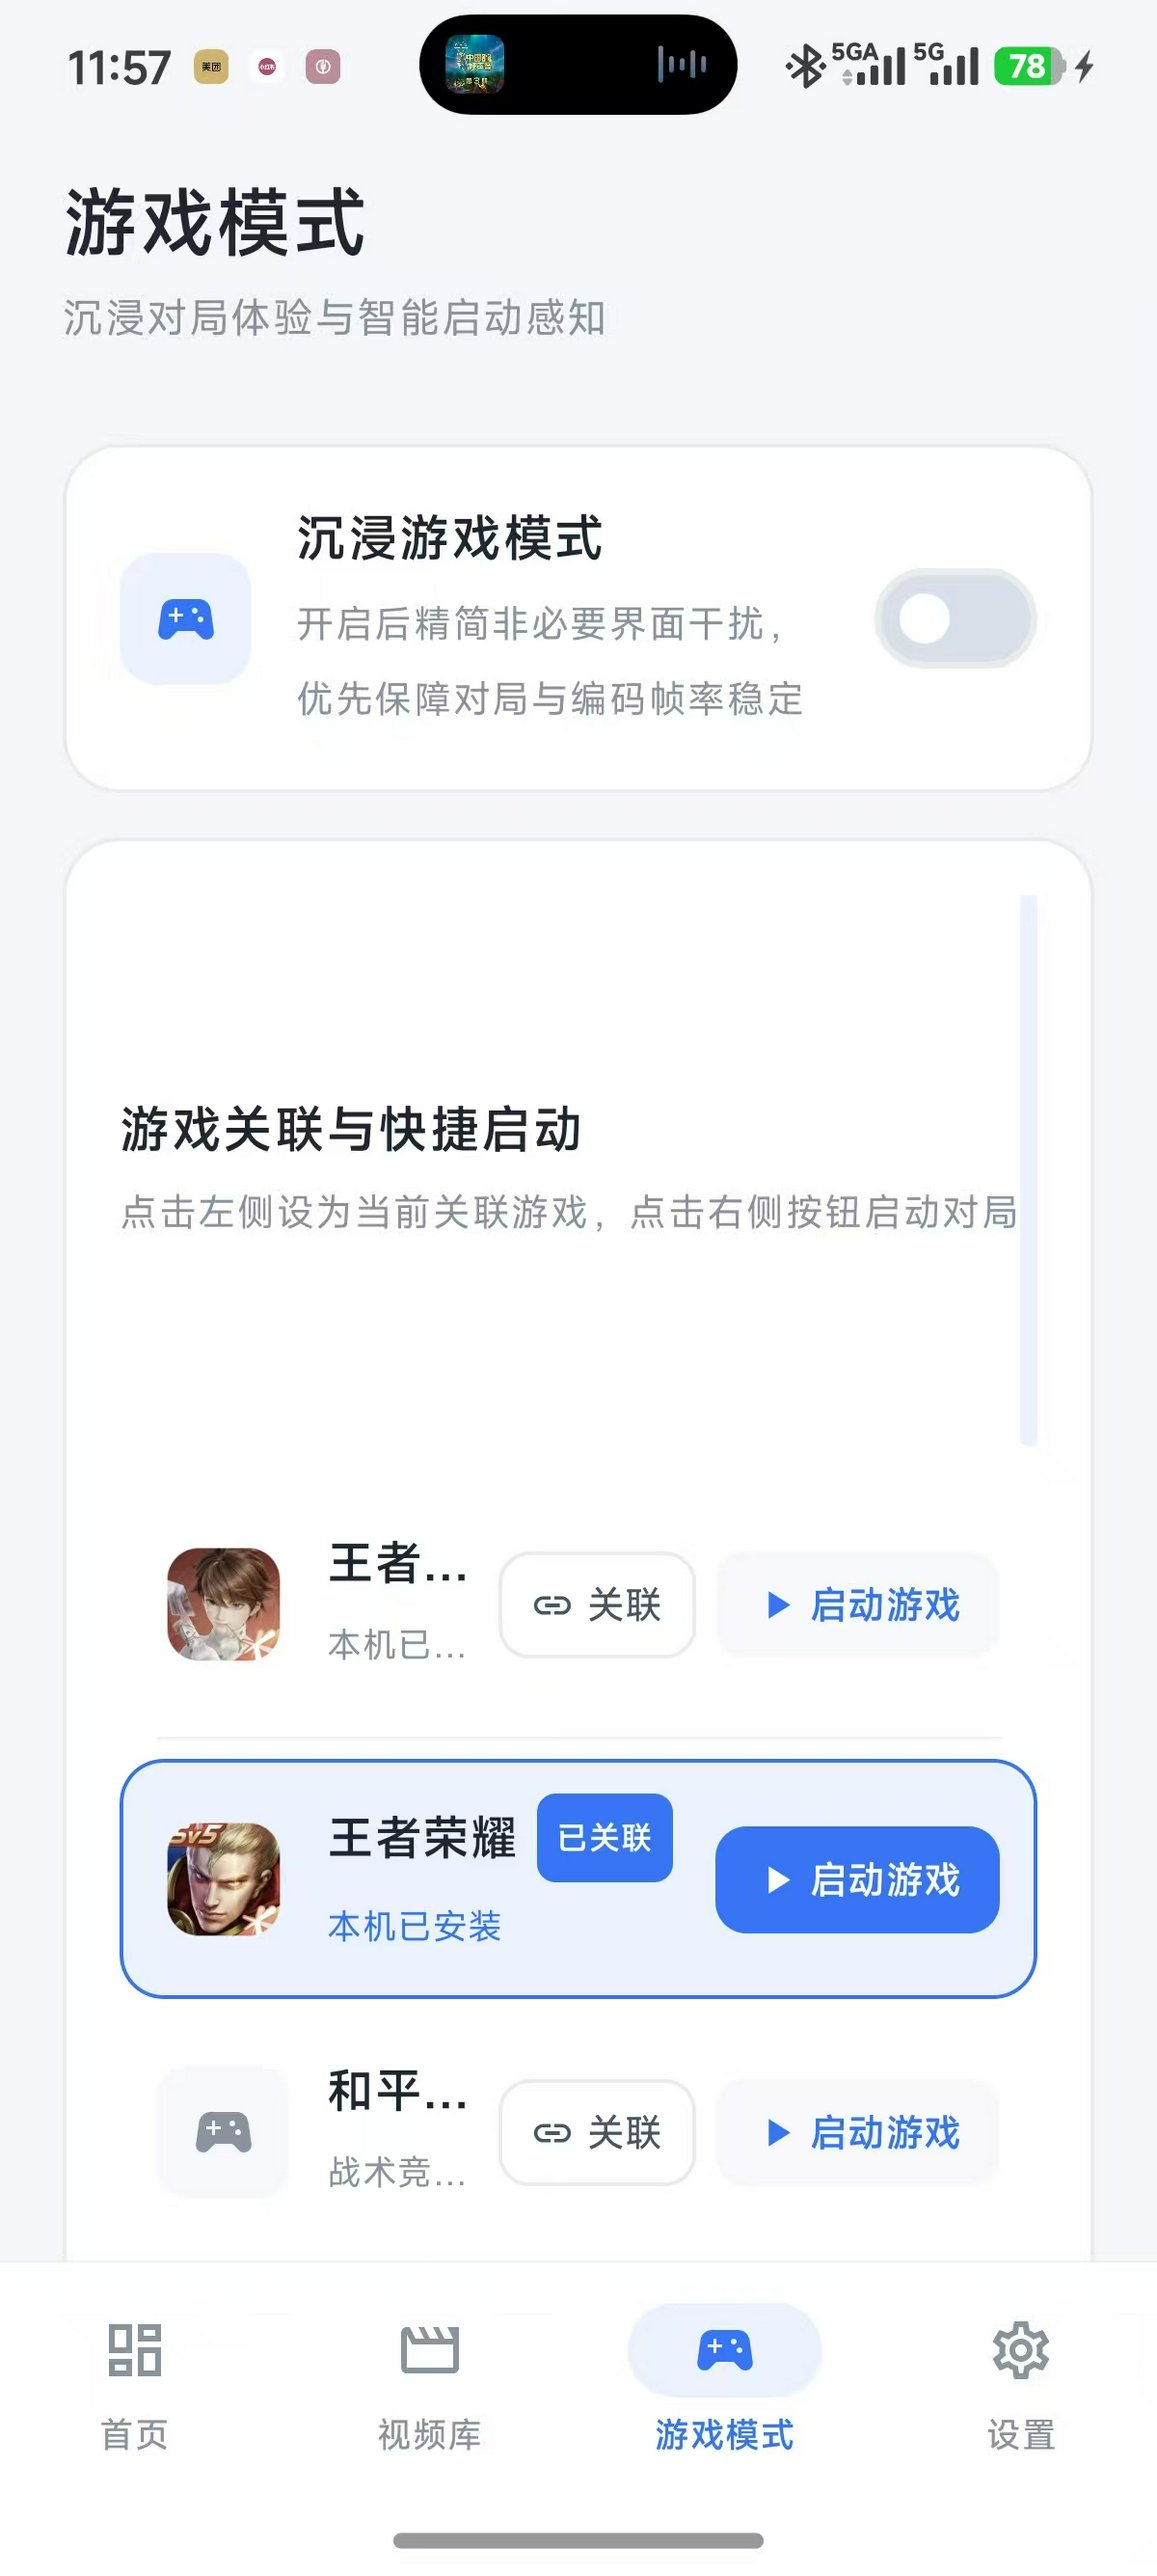 11:57
美团
小红书
5GA
5G
78
游戏模式
沉浸对局体验与智能启动感知
沉浸游戏模式
开启后精简非必要界面干扰，
优先保障对局与编码帧率稳定
游戏关联与快捷启动
点击左侧设为当前关联游戏，点击右侧按钮启动对局
王者...
本机已...
关联
启动游戏
5v5
王者荣耀
已关联
本机已安装
启动游戏
和平...
战术竞...
关联
启动游戏
首页
视频库
游戏模式
设置